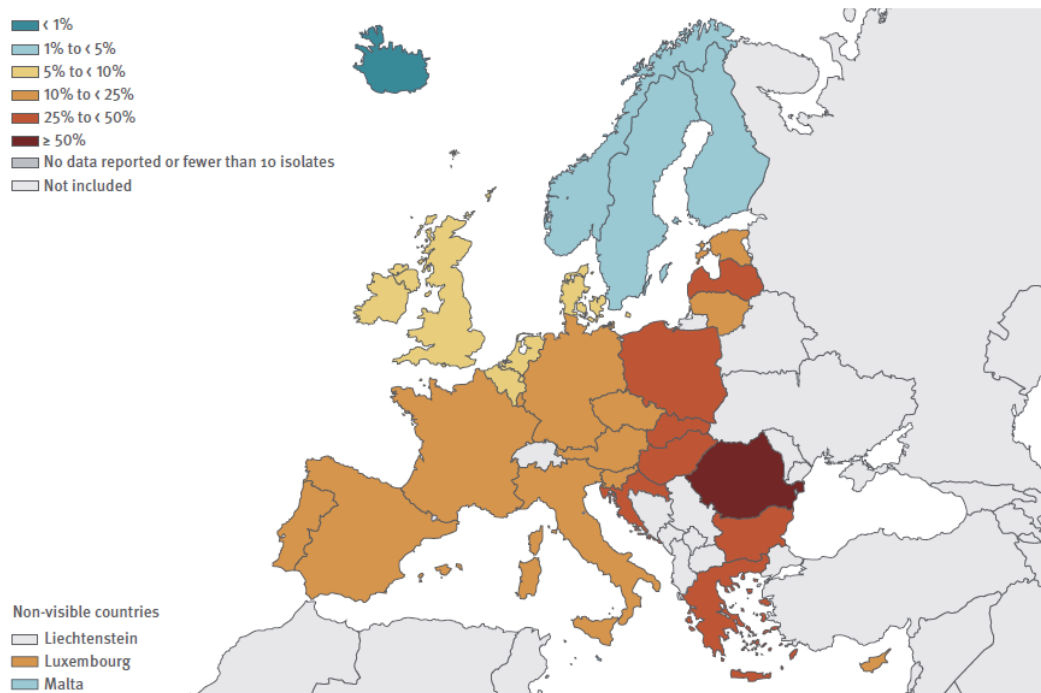 < 1%
1% to < 5%
5% to < 10%
10% to < 25%
25% to < 50%
≥ 50%
No data reported or fewer than 10 isolates
Not included
Non-visible countries
Liechtenstein
Luxembourg
Malta